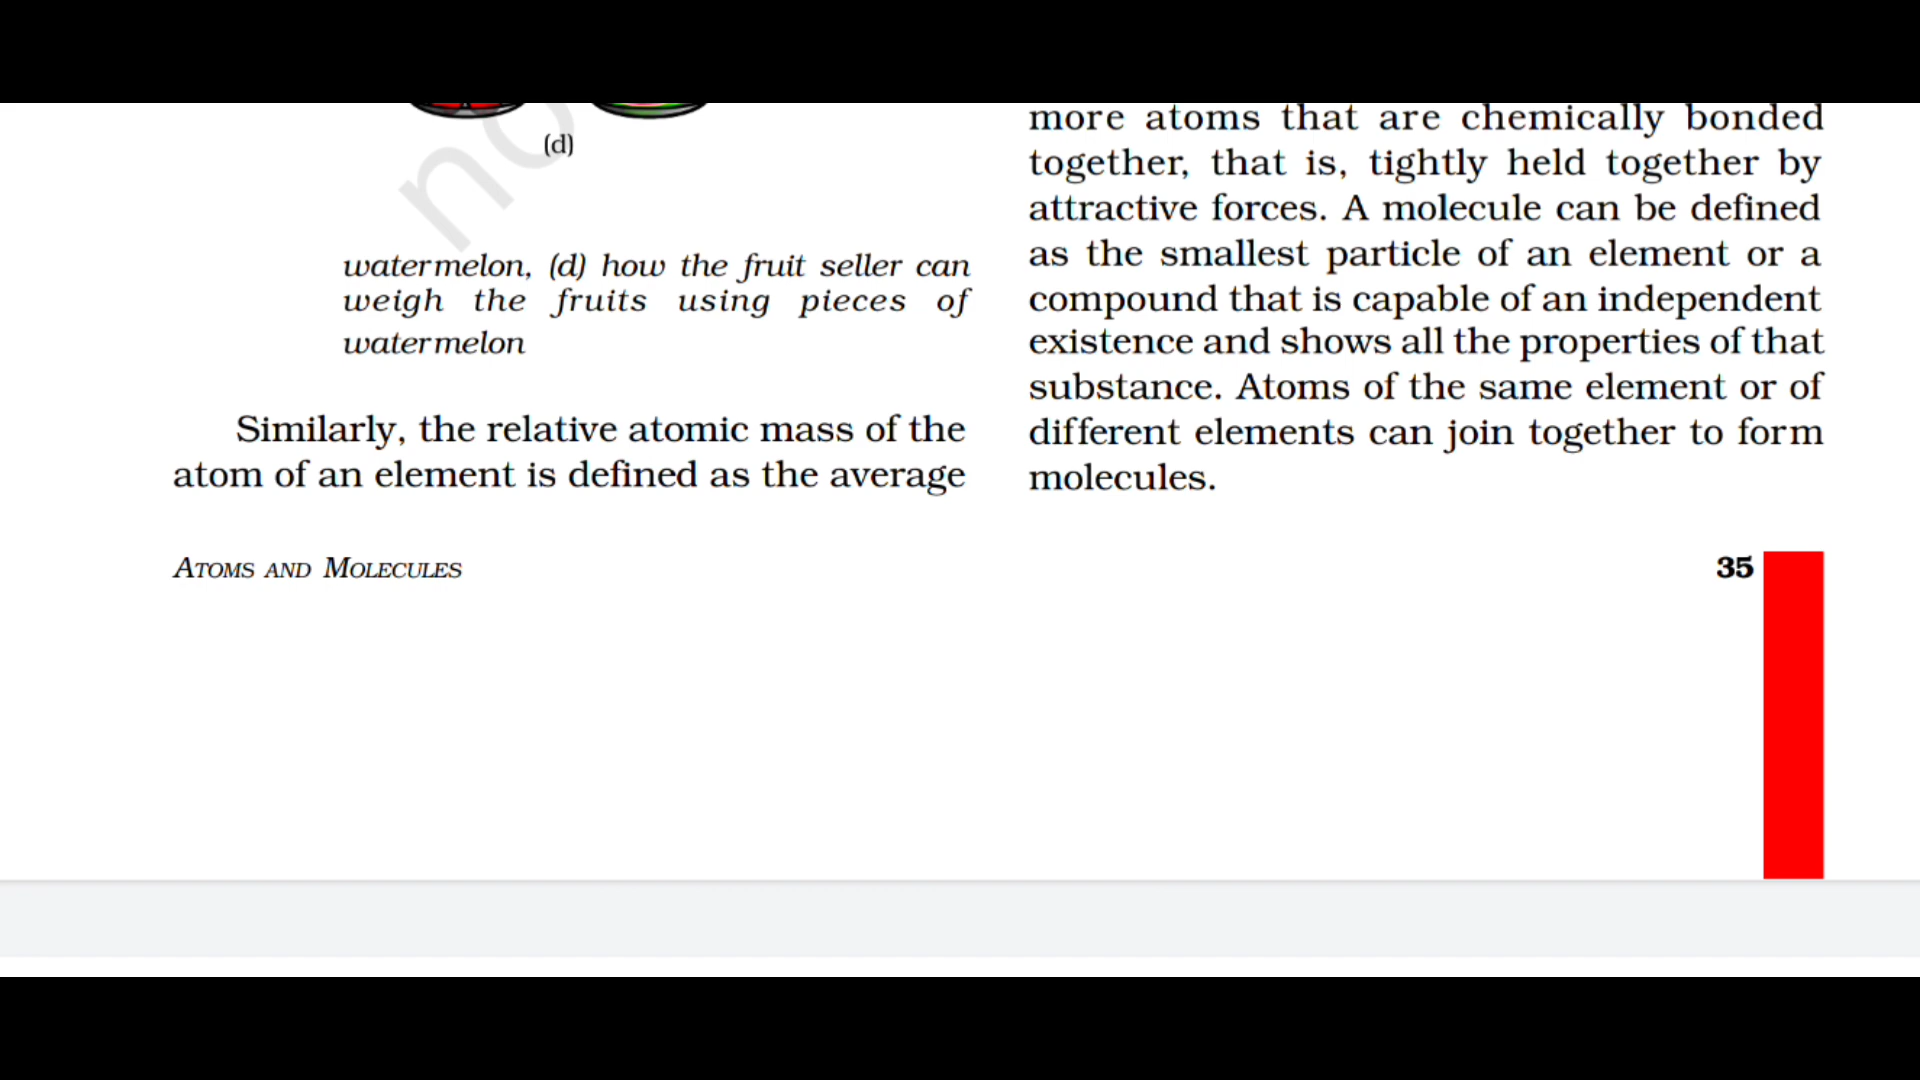 (d)
watermelon, (d) how the fruit seller can
weigh the fruits using pieces of
watermelon
Similarly, the relative atomic mass of the
atom of an element is defined as the average
more atoms that are chemically bonded
together, that is, tightly held together by
attractive forces. A molecule can be defined
as the smallest particle of an element or a
compound that is capable of an independent
existence and shows all the properties of that
substance. Atoms of the same element or of
different elements can join together to form
molecules.
ATOMS AND MOLECULES
35